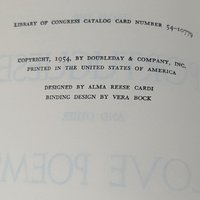 LIBRARY OF CONGRESS CATALOG CARD NUMBER 54-10779
COPYRIGHT, 1954, BY DOUBLEDAY & COMPANY, INC.
PRINTED IN THE UNITED STATES OF AMERICA
DESIGNED BY ALMA REESE CARDI
BINDING DESIGN BY VERA BOCK
AND OTHER
LOVE POEMS